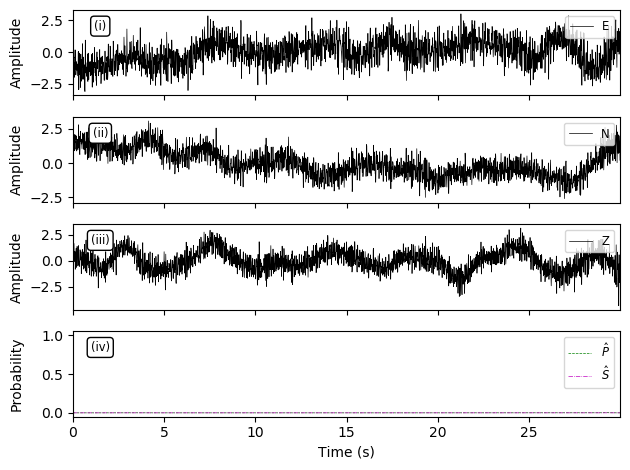 (i)
E
Amplitude
2.5
0.0
−2.5
(ii)
N
Amplitude
2.5
0.0
−2.5
(iii)
Z
Amplitude
2.5
0.0
−2.5
(iv)
P̂
Ŝ
Probability
1.0
0.5
0.0
0 5 10 15 20 25
Time (s)